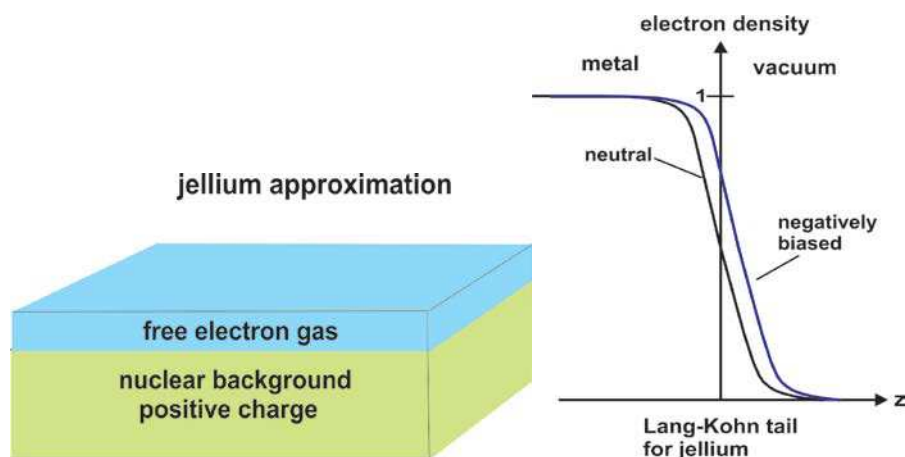 jellium approximation
free electron gas
nuclear background
positive charge
electron density
metal
vacuum
1
neutral
negatively
biased
z
Lang-Kohn tail
for jellium